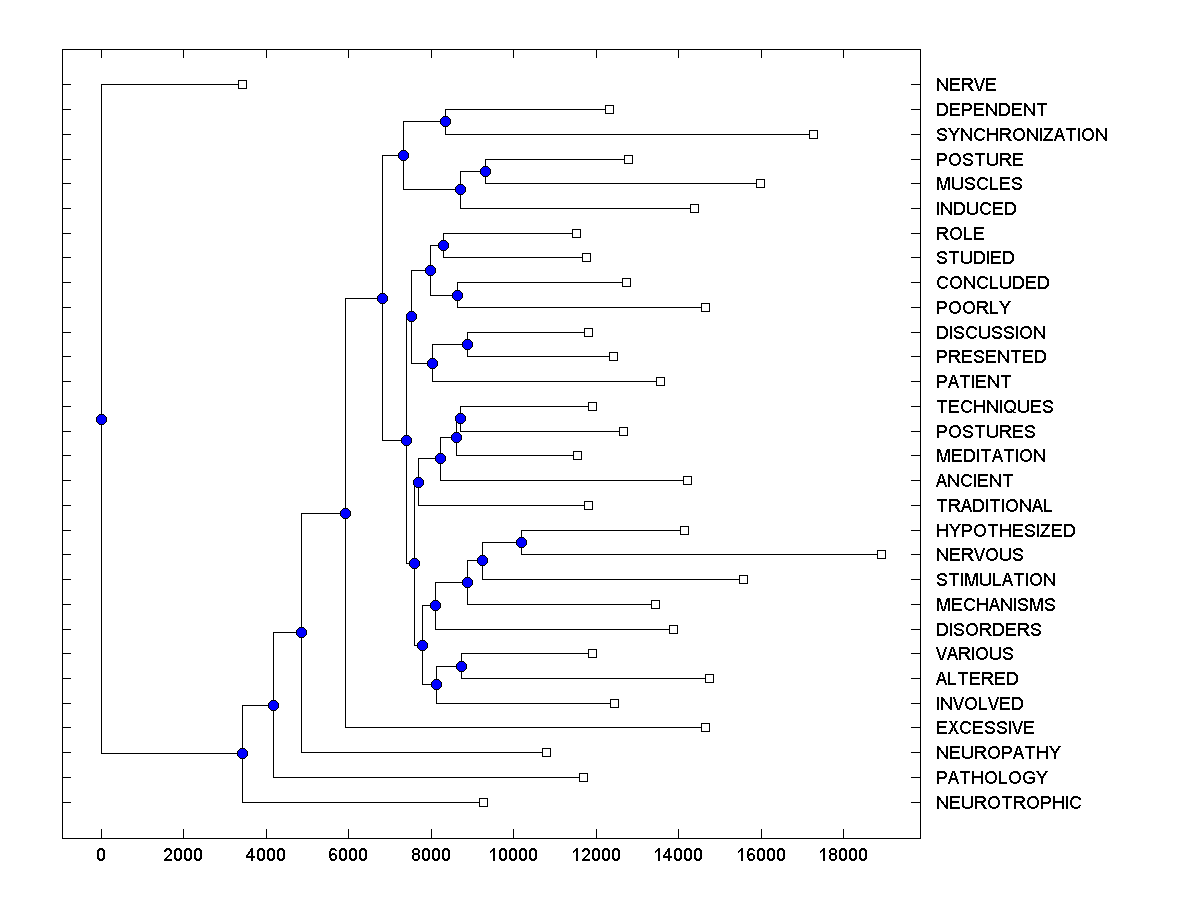 NERVE
DEPENDENT
SYNCHRONIZATION
POSTURE
MUSCLES
INDUCED
ROLE
STUDIED
CONCLUDED
POORLY
DISCUSSION
PRESENTED
PATIENT
TECHNIQUES
POSTURES
MEDITATION
ANCIENT
TRADITIONAL
HYPOTHESIZED
NERVOUS
STIMULATION
MECHANISMS
DISORDERS
VARIOUS
ALTERED
INVOLVED
EXCESSIVE
NEUROPATHY
PATHOLOGY
NEUROTROPHIC
0 2000 4000 6000 8000 10000 12000 14000 16000 18000